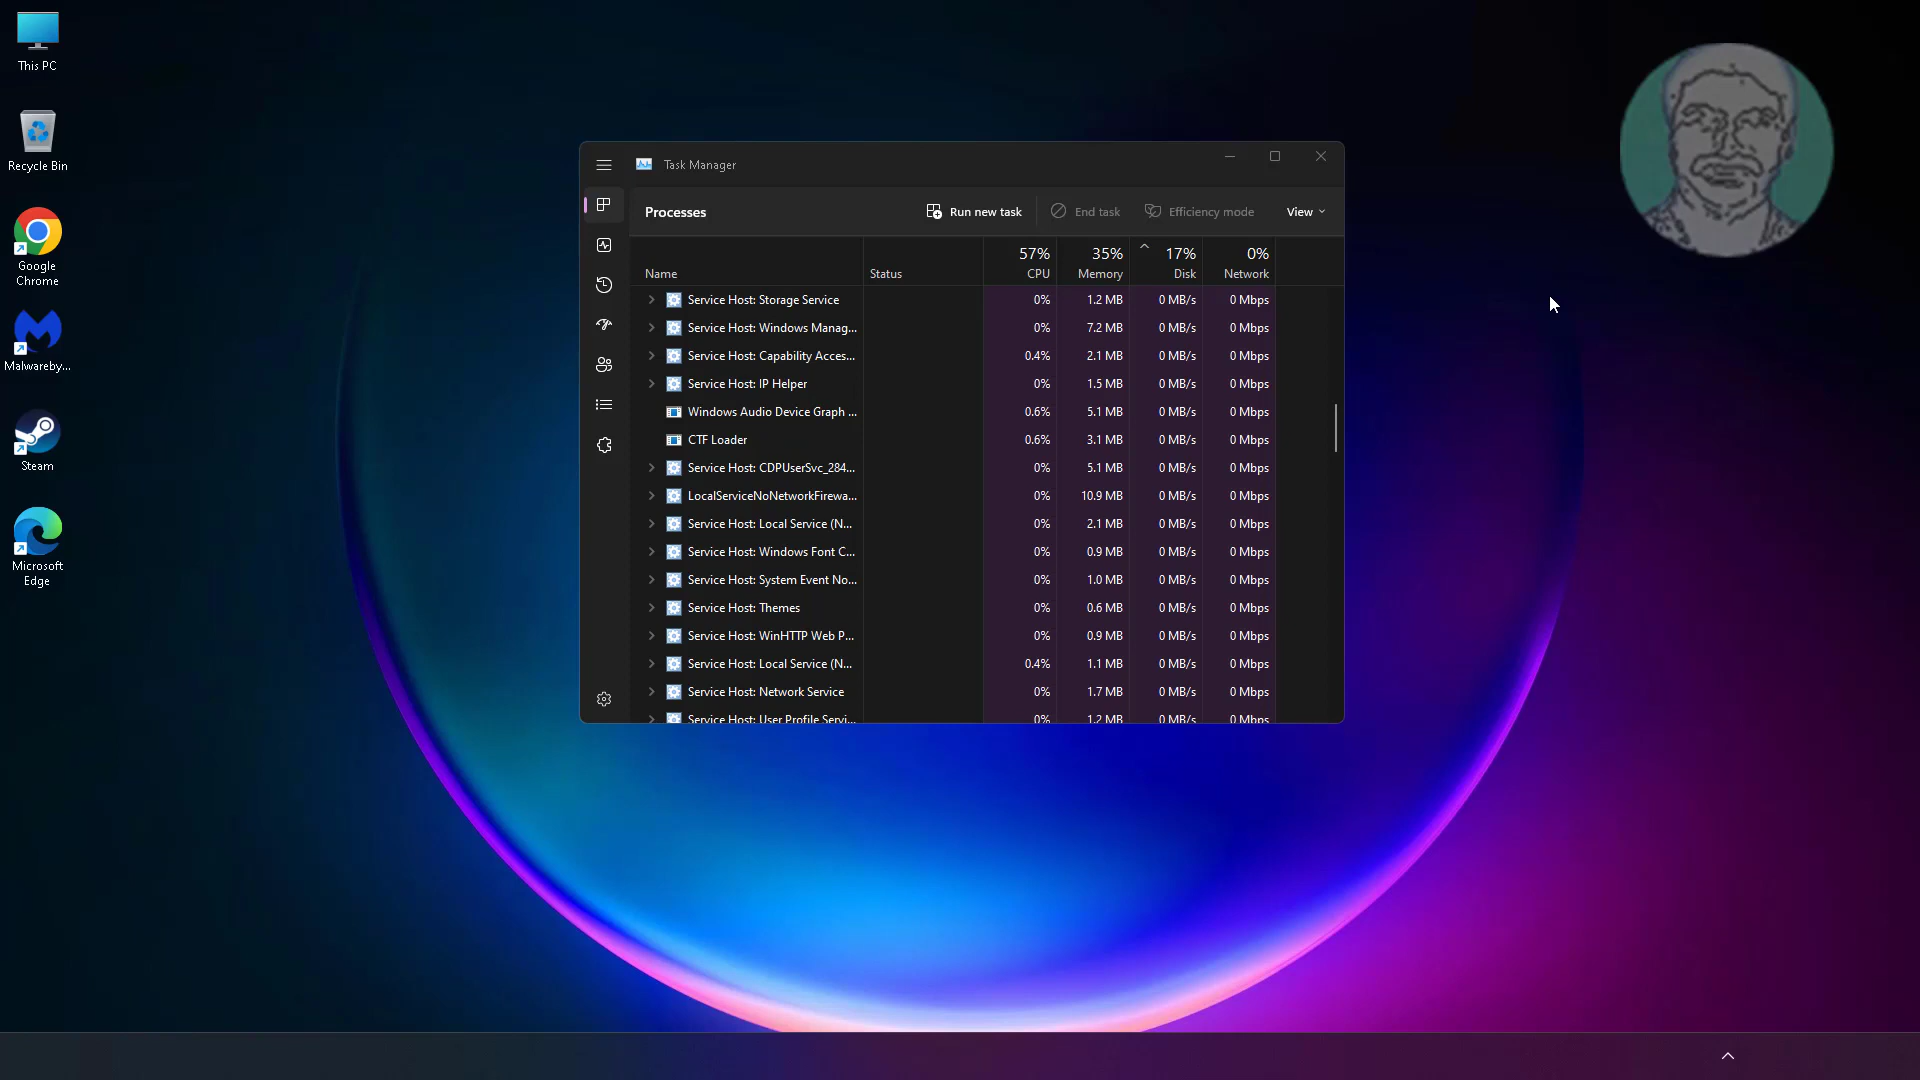 This PC
Recycle Bin
Google
Chrome
Malwareby...
Steam
Microsoft
Edge
Task Manager
Processes
Run new task
End task
Efficiency mode
View
57% 35% 17% 0%
Name Status CPU Memory Disk Network
Service Host: Storage Service 0% 1.2 MB 0 MB/s 0 Mbps
Service Host: Windows Manag... 0% 7.2 MB 0 MB/s 0 Mbps
Service Host: Capability Acces... 0.4% 2.1 MB 0 MB/s 0 Mbps
Service Host: IP Helper 0% 1.5 MB 0 MB/s 0 Mbps
Windows Audio Device Graph ... 0.6% 5.1 MB 0 MB/s 0 Mbps
CTF Loader 0.6% 3.1 MB 0 MB/s 0 Mbps
Service Host: CDPUserSvc_284... 0% 5.1 MB 0 MB/s 0 Mbps
LocalServiceNoNetworkFirewa... 0% 10.9 MB 0 MB/s 0 Mbps
Service Host: Local Service (N... 0% 2.1 MB 0 MB/s 0 Mbps
Service Host: Windows Font C... 0% 0.9 MB 0 MB/s 0 Mbps
Service Host: System Event No... 0% 1.0 MB 0 MB/s 0 Mbps
Service Host: Themes 0% 0.6 MB 0 MB/s 0 Mbps
Service Host: WinHTTP Web P... 0% 0.9 MB 0 MB/s 0 Mbps
Service Host: Local Service (N... 0.4% 1.1 MB 0 MB/s 0 Mbps
Service Host: Network Service 0% 1.7 MB 0 MB/s 0 Mbps
Service Host: User Profile Servi... 0% 1.2 MB 0 MB/s 0 Mbps